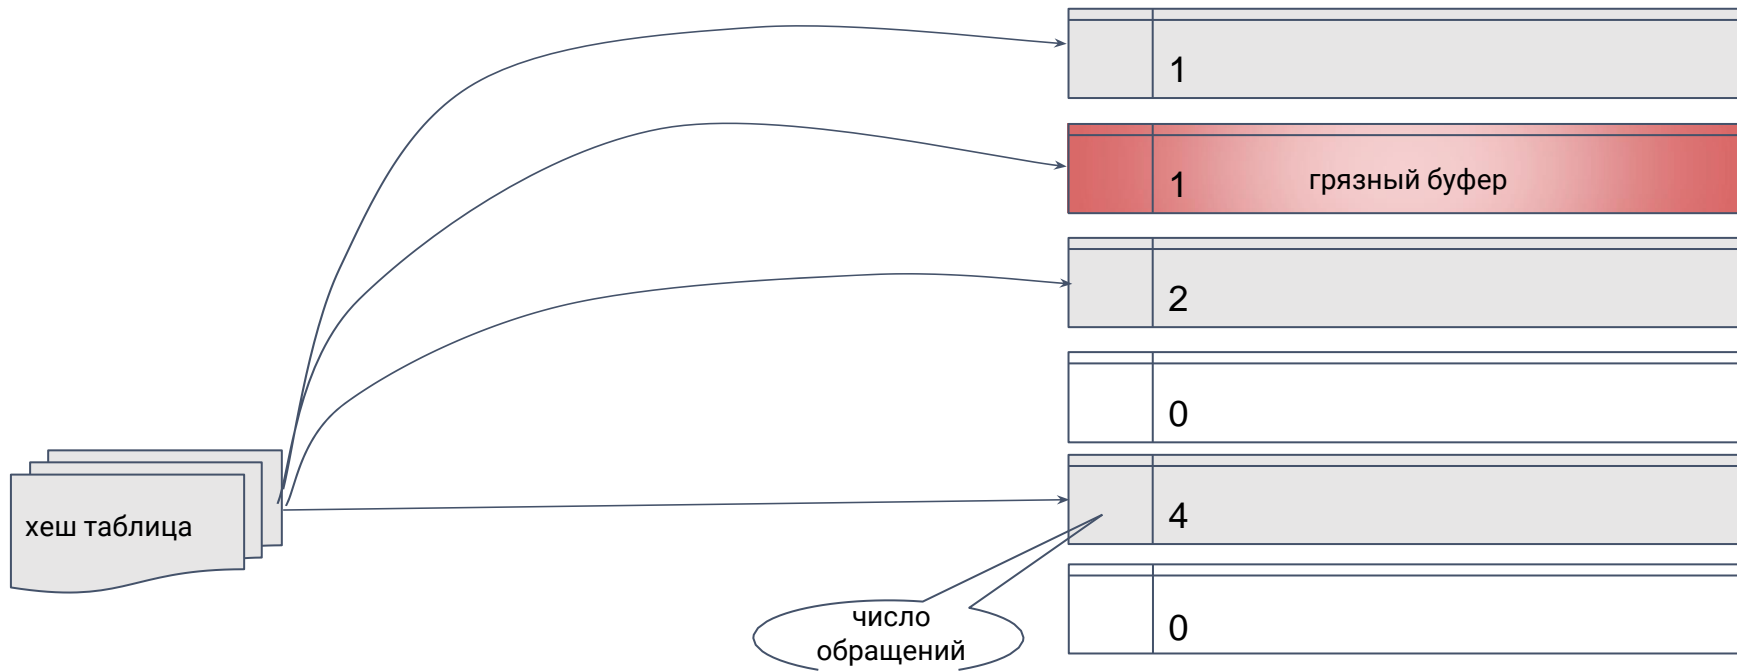 1
1 грязный буфер
2
0
хеш таблица
4
число
обращений
0